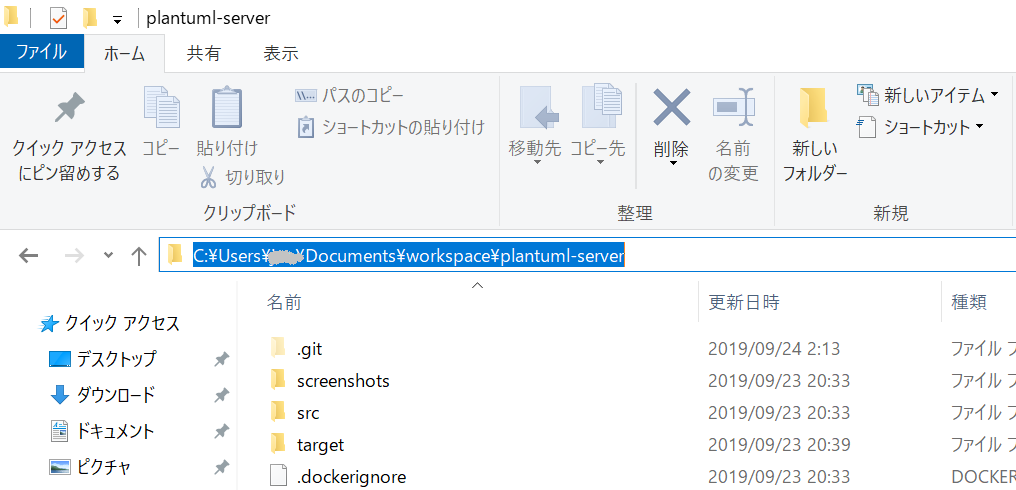 plantuml-server
ファイル ホーム 共有 表示
クイック アクセス
にピン留めする
コピー
貼り付け
切り取り
パスのコピー
ショートカットの貼り付け
クリップボード
移動先
コピー先
削除
名前
の変更
整理
新しい
フォルダー
新しいアイテム
ショートカット
新規
C:¥Users¥ ¥Documents¥workspace¥plantuml-server
クイック アクセス
デスクトップ
ダウンロード
ドキュメント
ピクチャ
名前 更新日時 種類
.git 2019/09/24 2:13 ファイル フ
screenshots 2019/09/23 20:33 ファイル フ
src 2019/09/23 20:33 ファイル フ
target 2019/09/23 20:39 ファイル フ
.dockerignore 2019/09/23 20:33 DOCKER